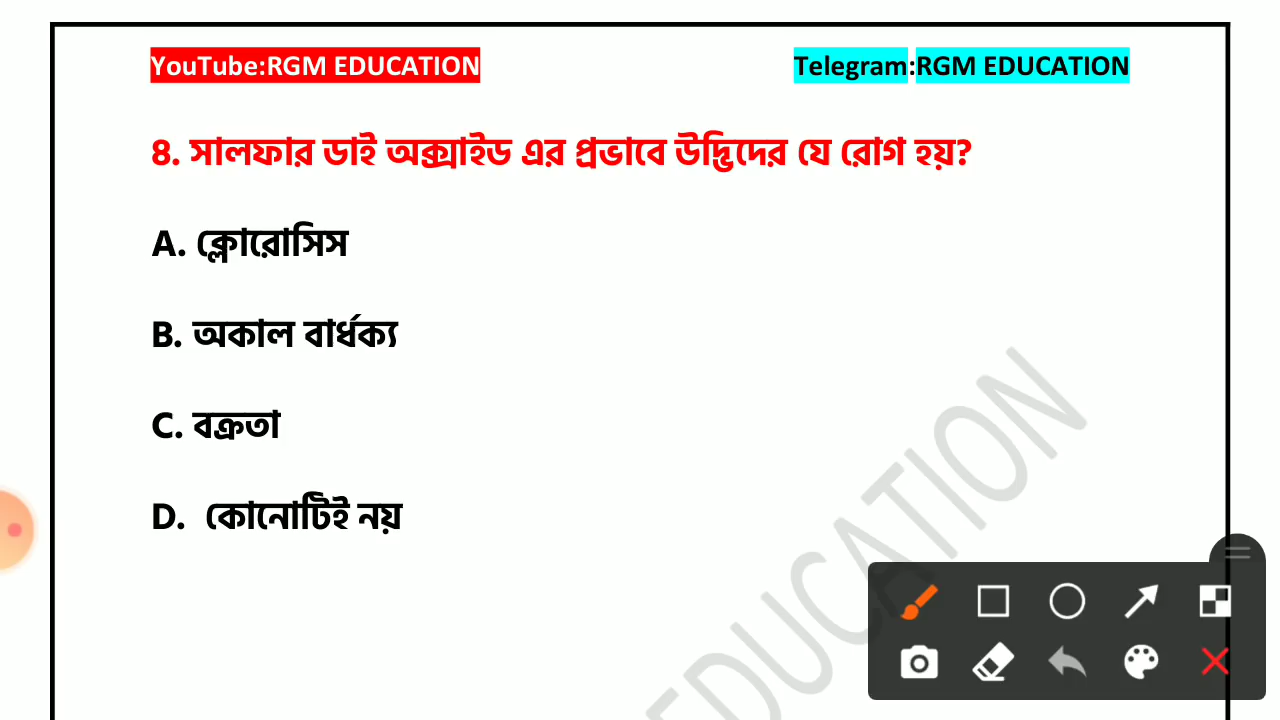 YouTube:RGM EDUCATION Telegram:RGM EDUCATION
8. সালফার ডাই অক্সাইড এর প্রভাবে উদ্ভিদের যে রোগ হয়?
A. ক্লোরোসিস
B. অকাল বার্ধক্য
C. বক্রতা
D. কোনোটিই নয়
EDUCATION